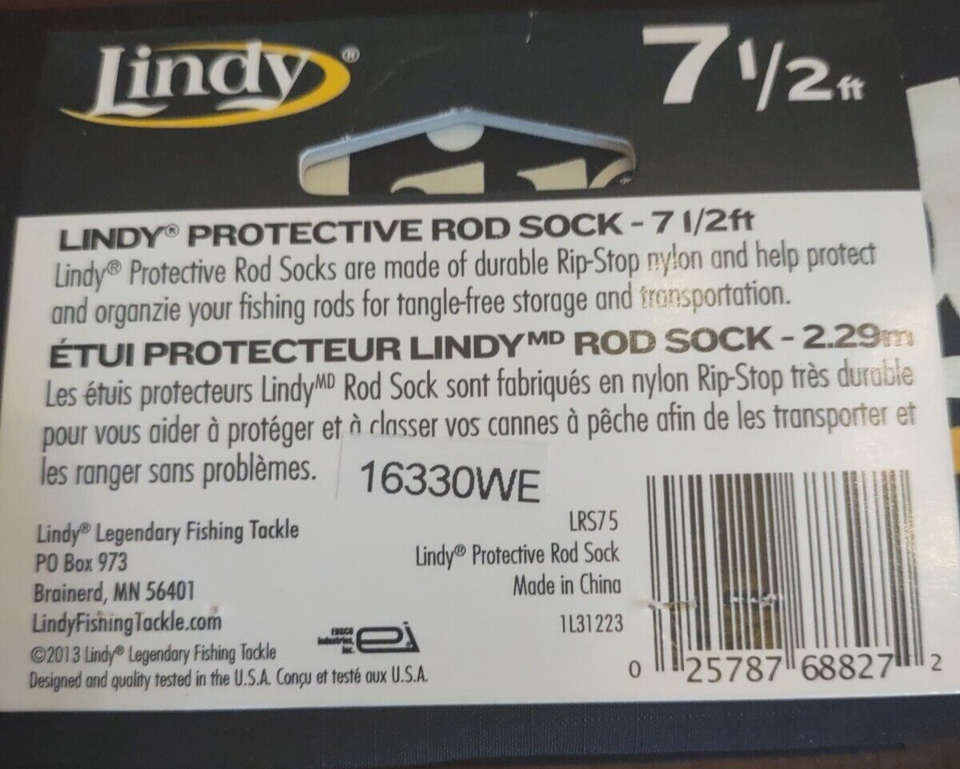 Lindy®
7 1/2 ft
LINDY® PROTECTIVE ROD SOCK - 7 1/2ft
Lindy® Protective Rod Socks are made of durable Rip-Stop nylon and help protect
and organzie your fishing rods for tangle-free storage and transportation.
ÉTUI PROTECTEUR LINDYMD ROD SOCK - 2.29m
Les étuis protecteurs LindyMD Rod Sock sont fabriqués en nylon Rip-Stop très durable
pour vous aider à protéger et à classer vos cannes à pêche afin de les transporter et
les ranger sans problèmes.
16330WE
Lindy® Legendary Fishing Tackle
PO Box 973
Brainerd, MN 56401
LindyFishingTackle.com
©2013 Lindy® Legendary Fishing Tackle
Designed and quality tested in the U.S.A. Conçu et testé aux U.S.A.
EBSCO
Industries,
Inc.
LRS75
Lindy® Protective Rod Sock
Made in China
1L31223
0 25787 68827 2